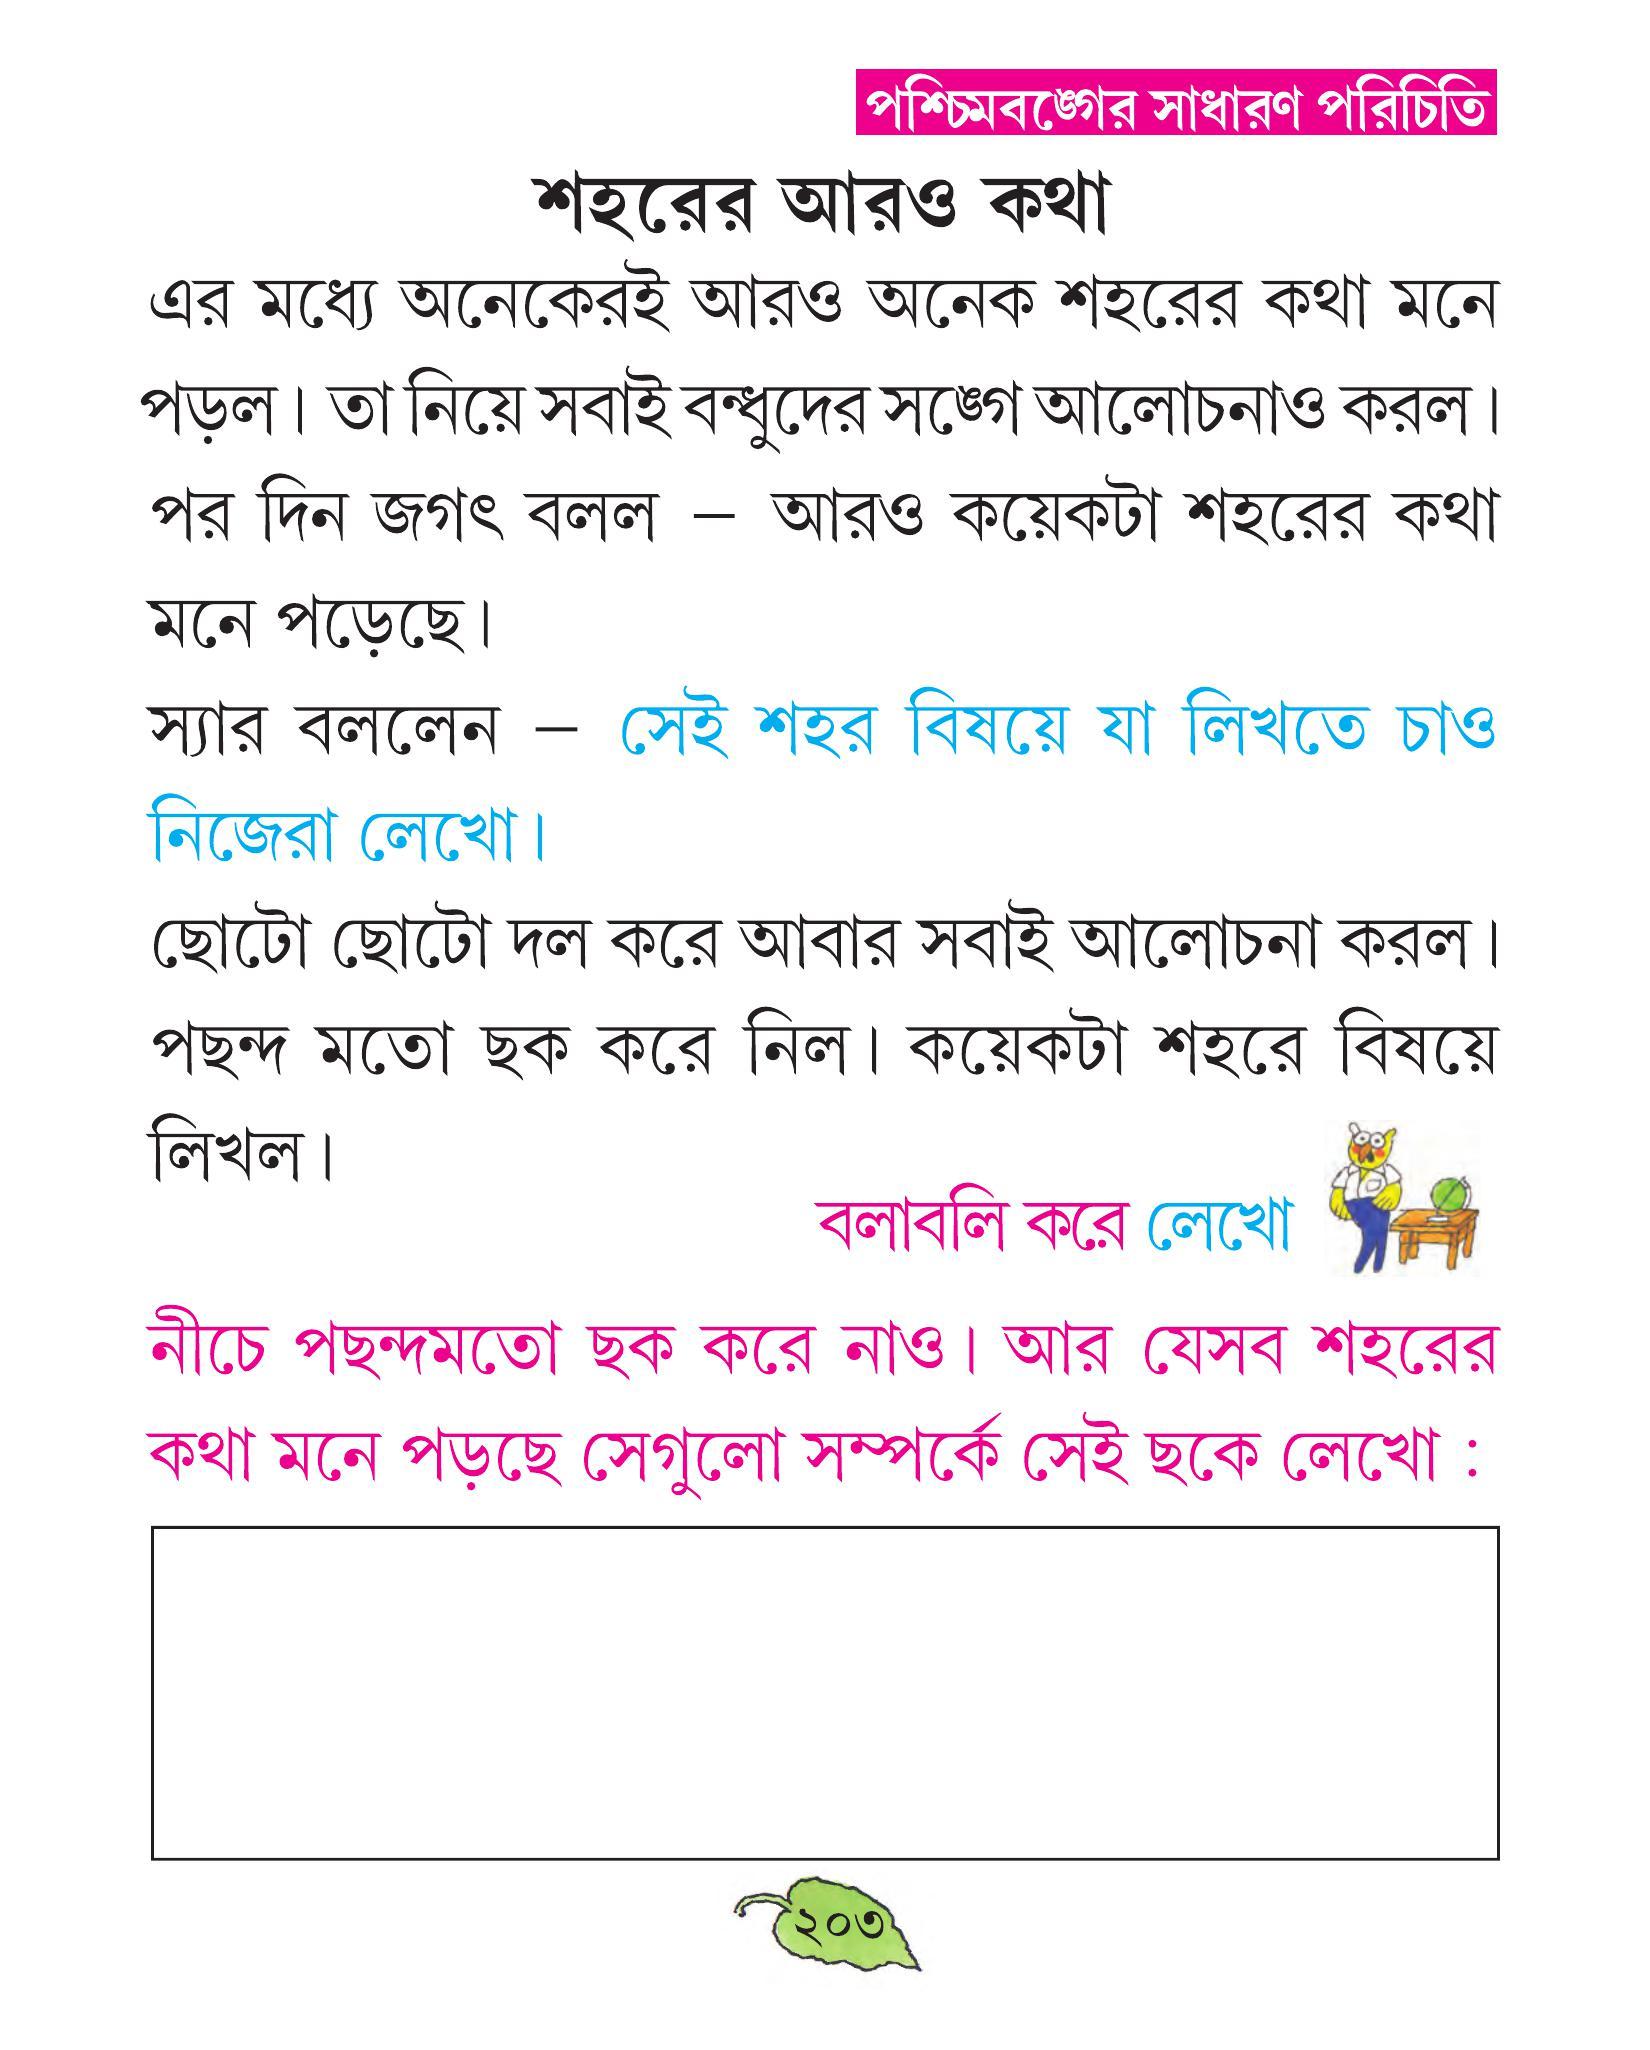 পশ্চিমবঙ্গের সাধারণ পরিচিতি
শহরের আরও কথা
এর মধ্যে অনেকেরই আরও অনেক শহরের কথা মনে
পড়ল। তা নিয়ে সবাই বন্ধুদের সঙ্গে আলোচনাও করল।
পর দিন জগৎ বলল – আরও কয়েকটা শহরের কথা
মনে পড়েছে।
স্যার বললেন – সেই শহর বিষয়ে যা লিখতে চাও
নিজেরা লেখো।
ছোটো ছোটো দল করে আবার সবাই আলোচনা করল।
পছন্দ মতো ছক করে নিল। কয়েকটা শহরে বিষয়ে
লিখল।
বলাবলি করে লেখো
নীচে পছন্দমতো ছক করে নাও। আর যেসব শহরের
কথা মনে পড়ছে সেগুলো সম্পর্কে সেই ছকে লেখো :
২০৩